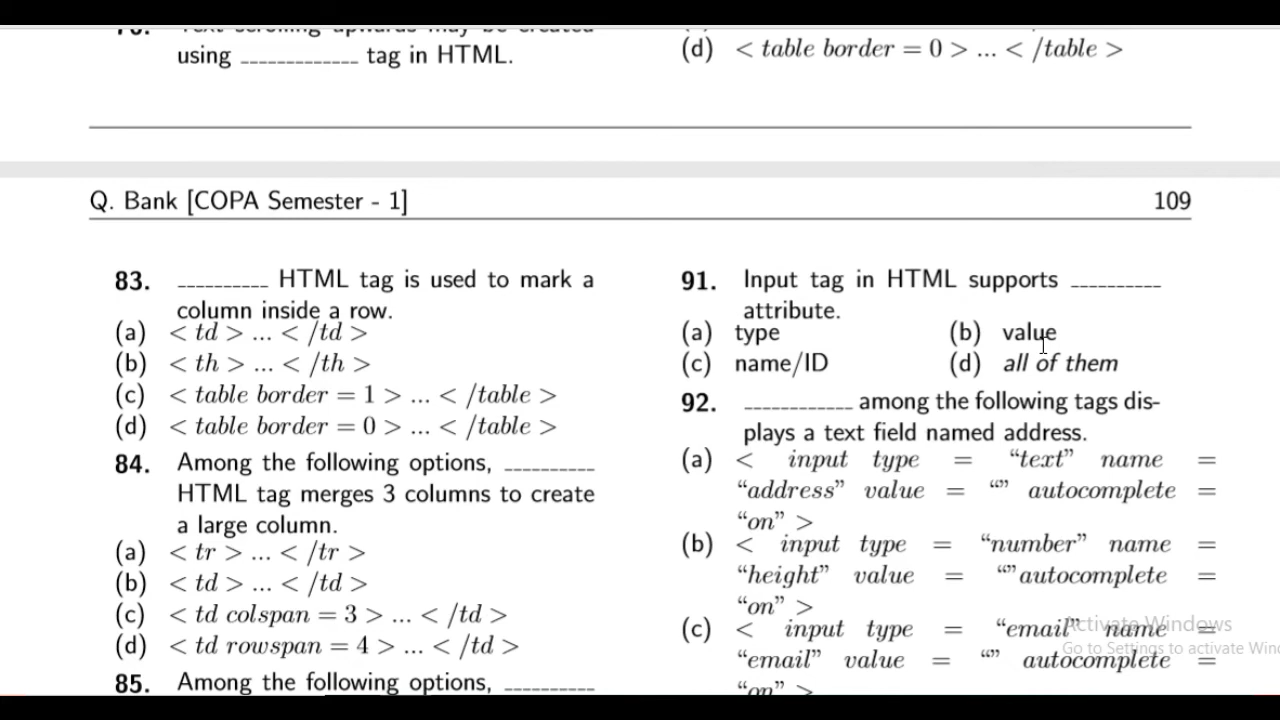 using ____________ tag in HTML.
(d) < table border = 0 > ... < /table >
Q. Bank [COPA Semester - 1] 109
83. __________ HTML tag is used to mark a
column inside a row.
(a) < td > ... < /td >
(b) < th > ... < /th >
(c) < table border = 1 > ... < /table >
(d) < table border = 0 > ... < /table >
84. Among the following options, __________
HTML tag merges 3 columns to create
a large column.
(a) < tr > ... < /tr >
(b) < td > ... < /td >
(c) < td colspan = 3 > ... < /td >
(d) < td rowspan = 4 > ... < /td >
85. Among the following options, __________
91. Input tag in HTML supports __________
attribute.
(a) type (b) value
(c) name/ID (d) all of them
92. ____________ among the following tags dis-
plays a text field named address.
(a) < input type = “text” name =
“address” value = “” autocomplete =
“on” >
(b) < input type = “number” name =
“height” value = “” autocomplete =
“on” >
(c) < input type = “email” name =
“email” value = “” autocomplete =
“on” >
Activate Windows
Go to Settings to activate Win